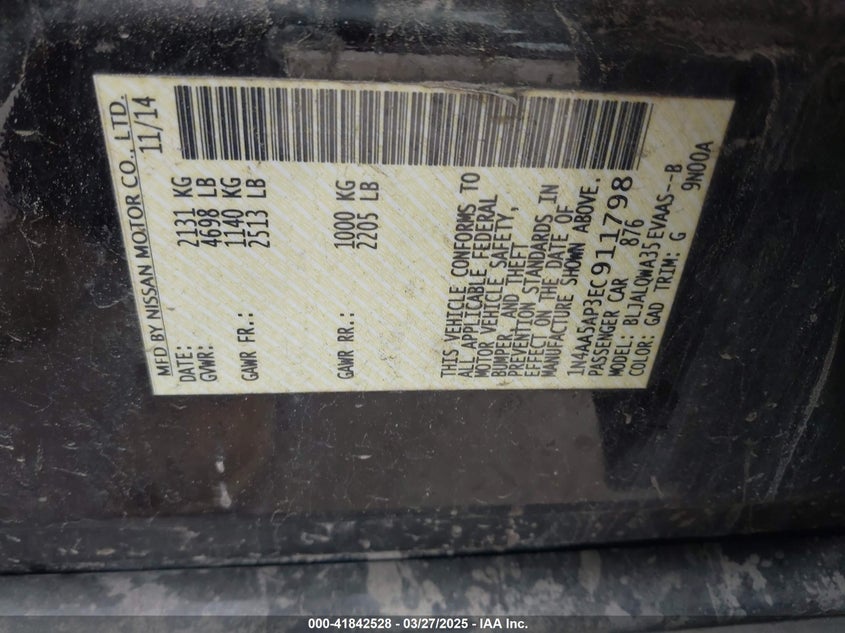 MFD BY NISSAN MOTOR CO., LTD.
DATE: 11/14
GVWR: 2131 KG
4698 LB
GAWR FR.: 1140 KG
2513 LB
GAWR RR.: 1000 KG
2205 LB
THIS VEHICLE CONFORMS TO
ALL APPLICABLE FEDERAL
MOTOR VEHICLE SAFETY,
BUMPER, AND THEFT
PREVENTION STANDARDS IN
EFFECT ON THE DATE OF
MANUFACTURE SHOWN ABOVE.
1N4AA5AP3EC911798
PASSENGER CAR 876
MODEL: BLJALQWA35EVAAS--B
COLOR: GAD TRIM: G 9N00A
000-41842528 - 03/27/2025 - IAA Inc.